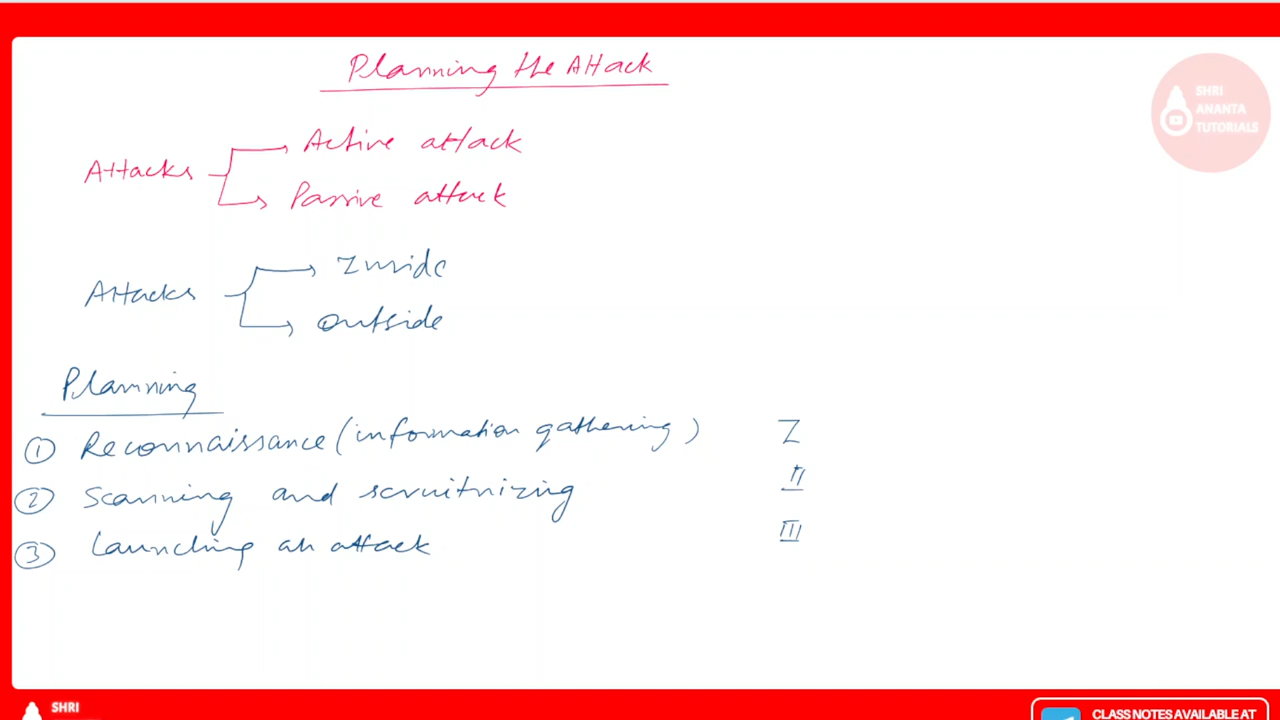 Planning the Attack
SHRI
ANANTA
TUTORIALS
Attacks
Active attack
Passive attack
Attacks
Inside
outside
Planning
① Reconnaissance (information gathering) I
② Scanning and scruitnizing II
③ Launching an attack III
SHRI
CLASS NOTES AVAILABLE AT